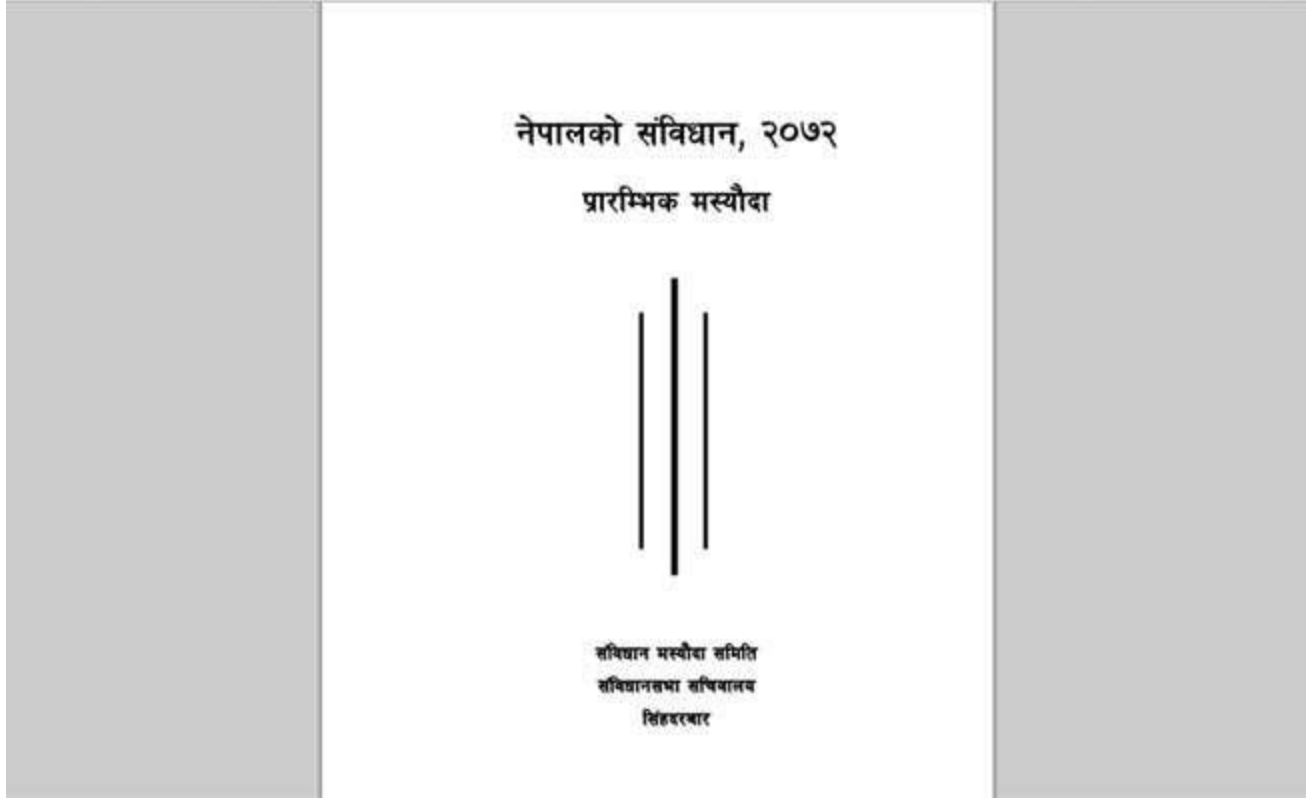 नेपालको संविधान, २०७२
प्रारम्भिक मस्यौदा
संविधान मस्यौदा समिति
संविधानसभा सचिवालय
सिंहदरबार